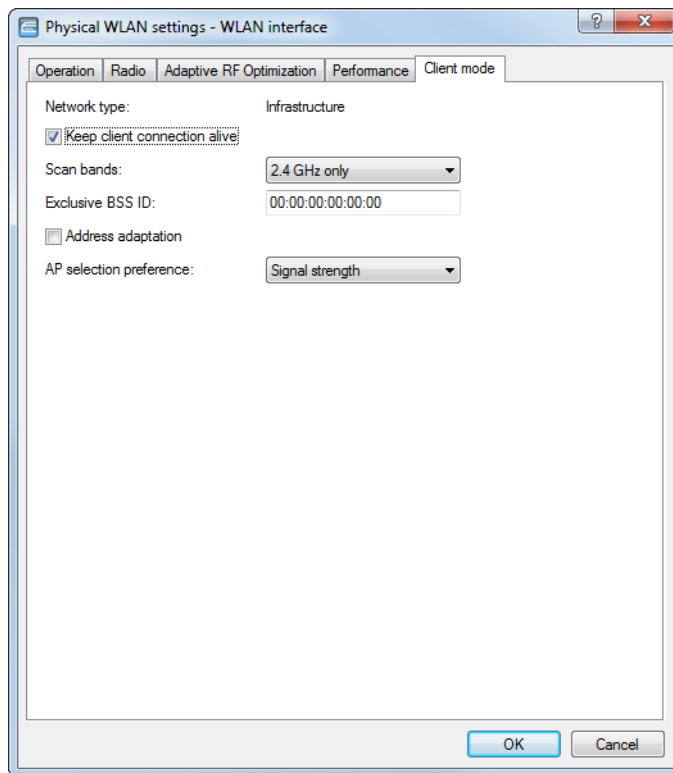 Physical WLAN settings - WLAN interface
Operation Radio Adaptive RF Optimization Performance Client mode
Network type: Infrastructure
Keep client connection alive
Scan bands: 2.4 GHz only
Exclusive BSS ID: 00:00:00:00:00:00
Address adaptation
AP selection preference: Signal strength
OK Cancel